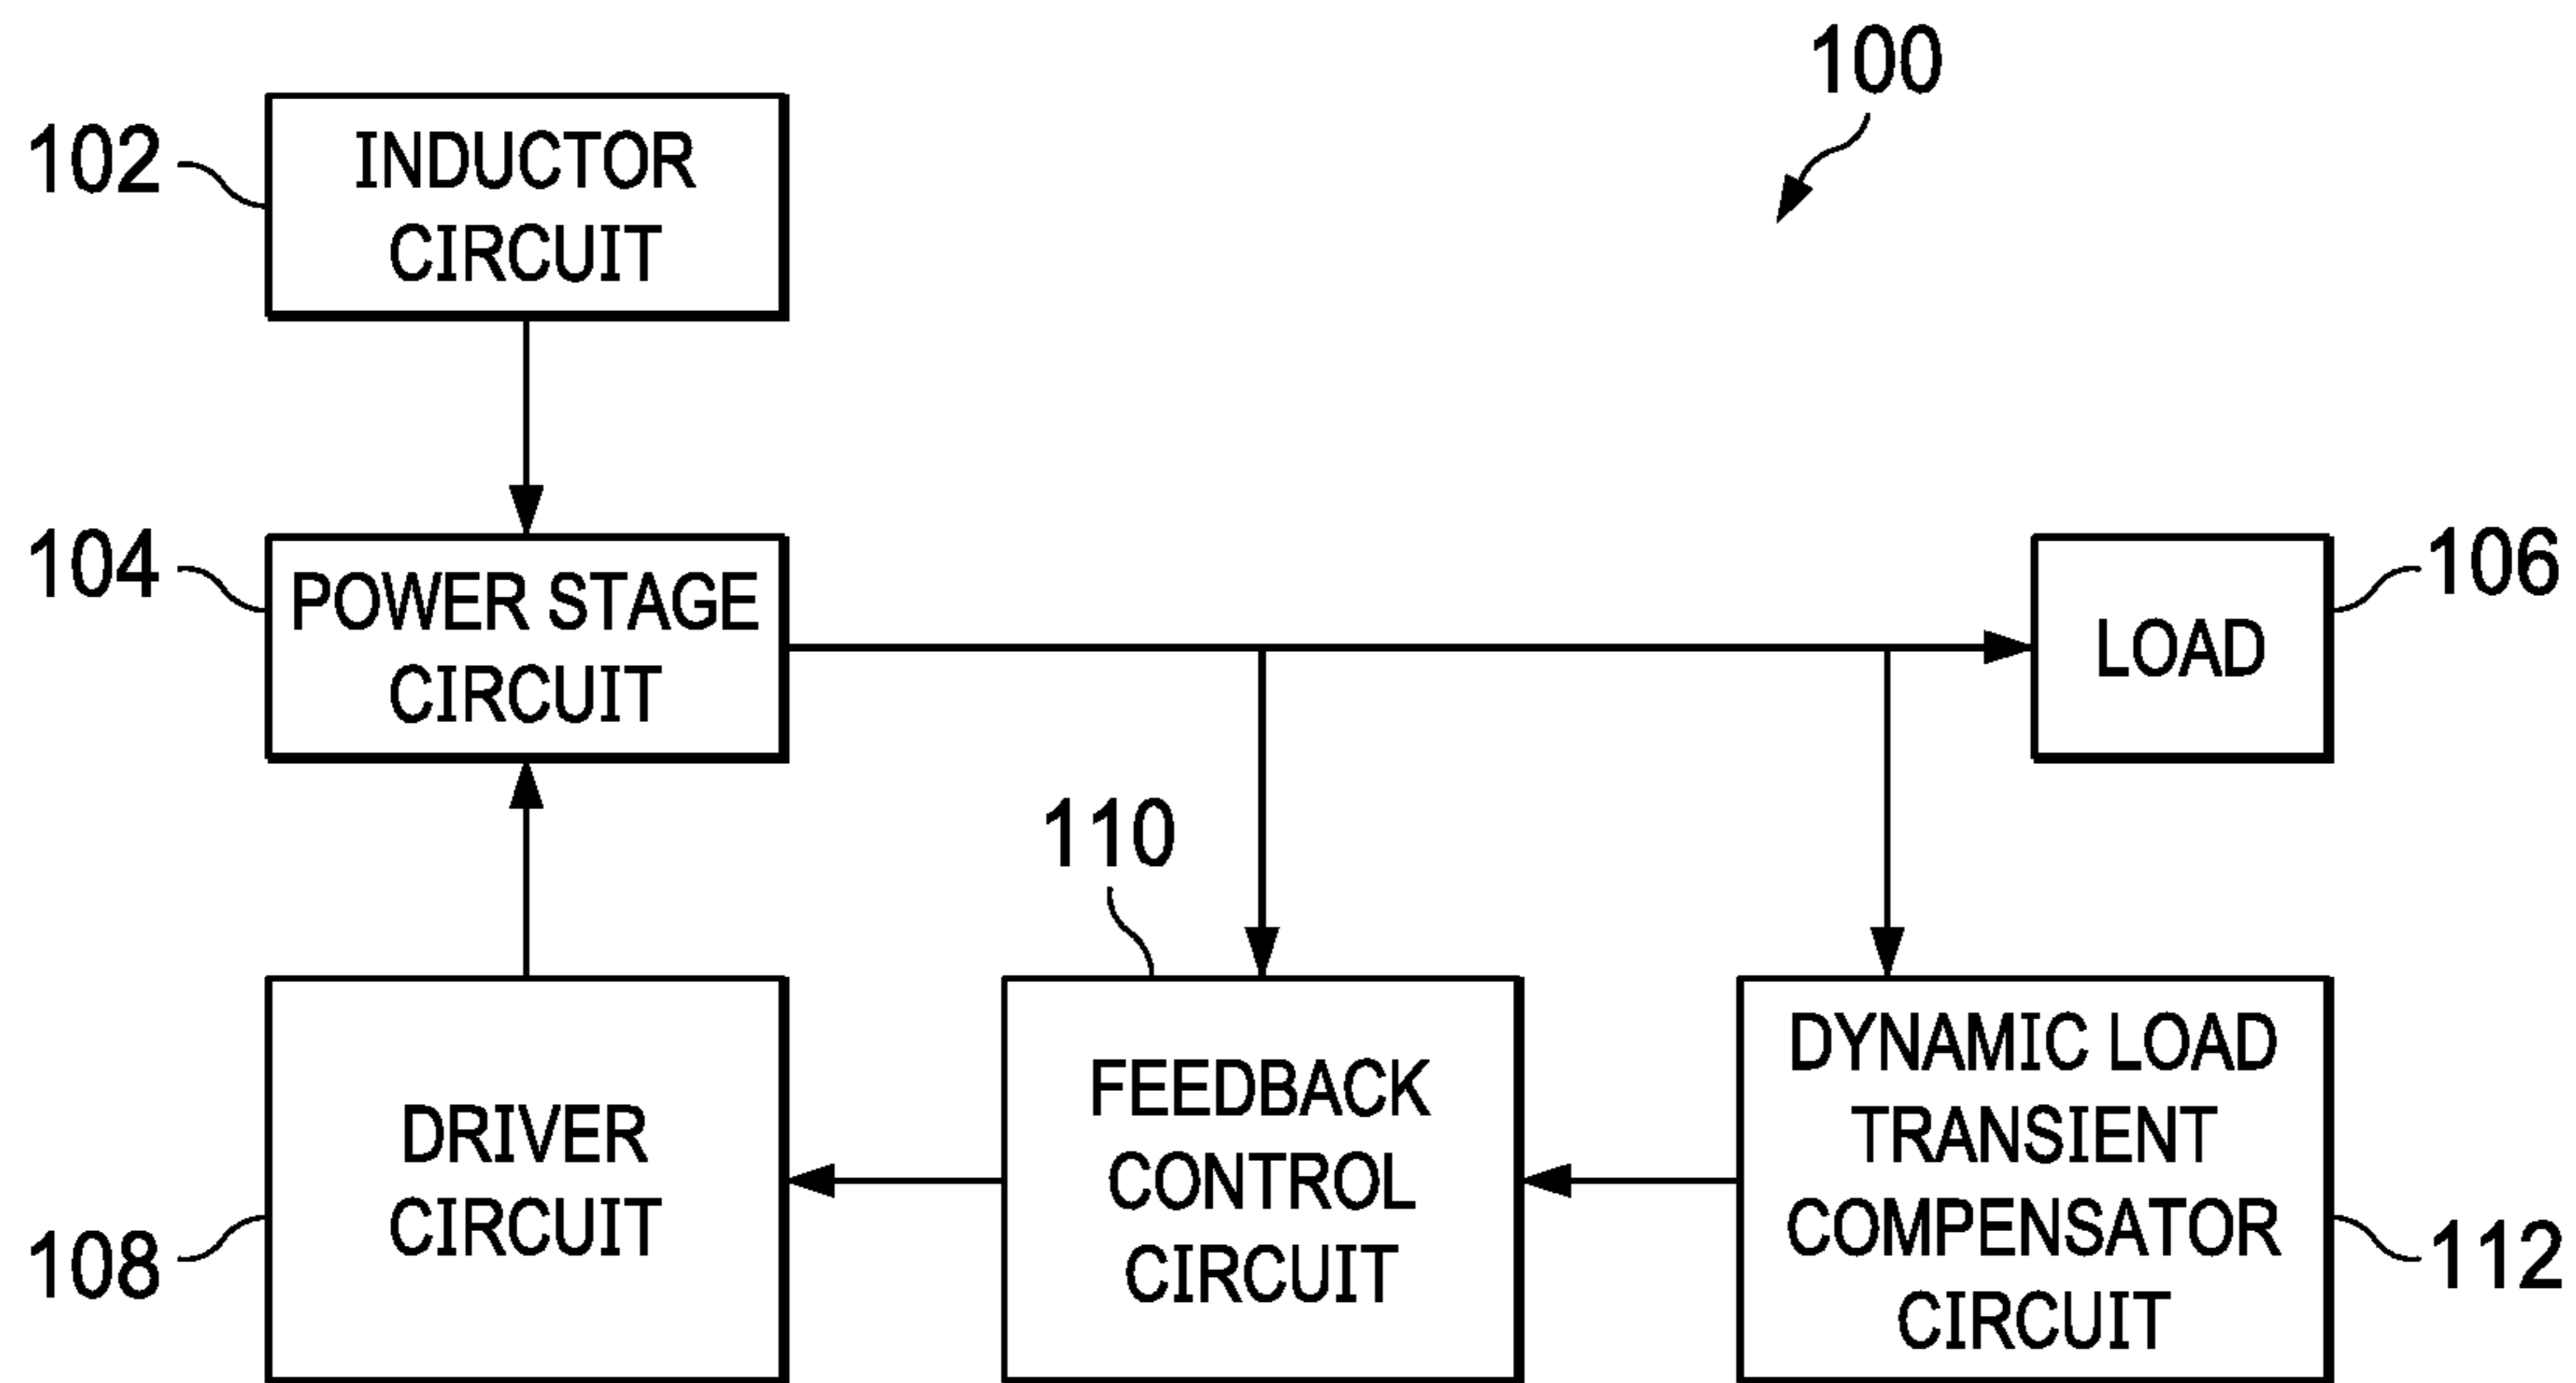 100
102
INDUCTOR
CIRCUIT
104
POWER STAGE
CIRCUIT
LOAD
106
110
108
DRIVER
CIRCUIT
FEEDBACK
CONTROL
CIRCUIT
DYNAMIC LOAD
TRANSIENT
COMPENSATOR
CIRCUIT
112